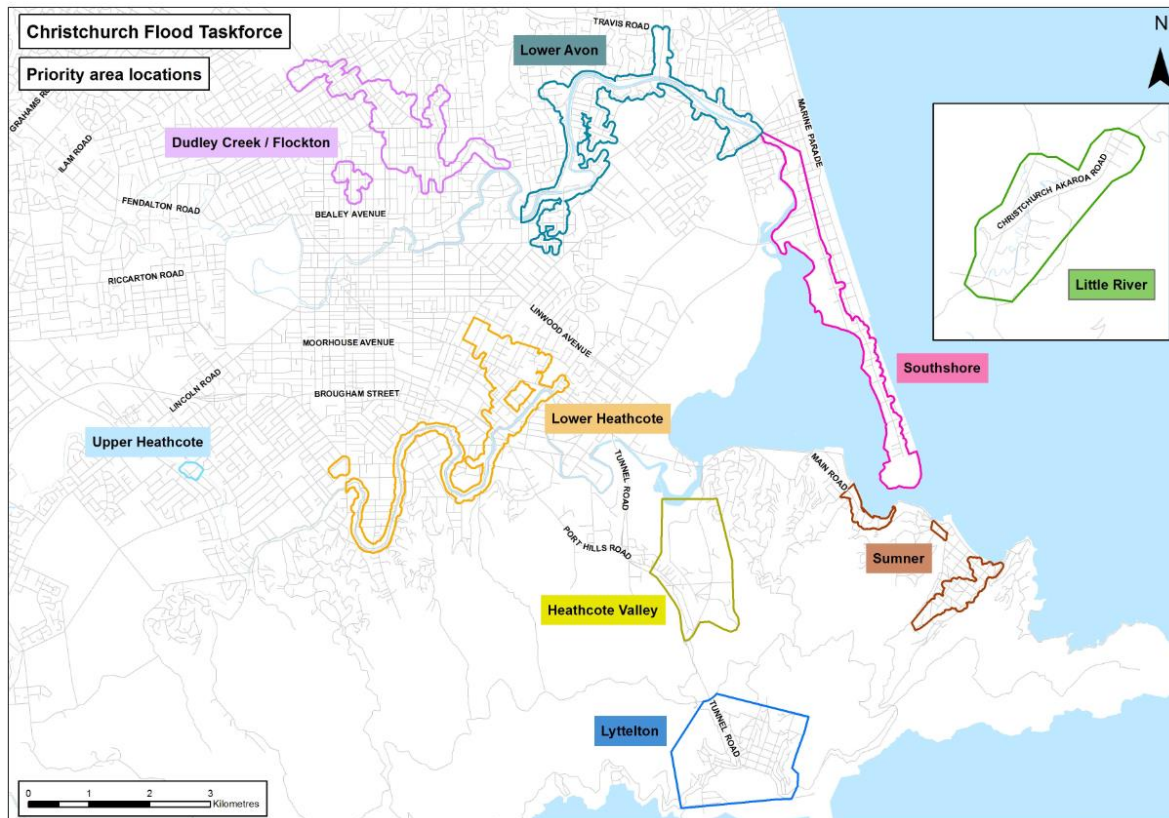 Christchurch Flood Taskforce
Priority area locations
TRAVIS ROAD
Lower Avon
N
GRAHAMS
ILAM ROAD
Dudley Creek / Flockton
MARINE PARADE
FENDALTON ROAD
BEALEY AVENUE
CHRISTCHURCH AKAROA ROAD
RICCARTON ROAD
Little River
LINWOOD AVENUE
MOORHOUSE AVENUE
LINCOLN ROAD
BROUGHAM STREET
Southshore
Lower Heathcote
Upper Heathcote
TUNNEL ROAD
MAIN ROAD
PORT HILLS ROAD
Sumner
Heathcote Valley
TUNNEL ROAD
Lyttelton
0 1 2 3
Kilometres